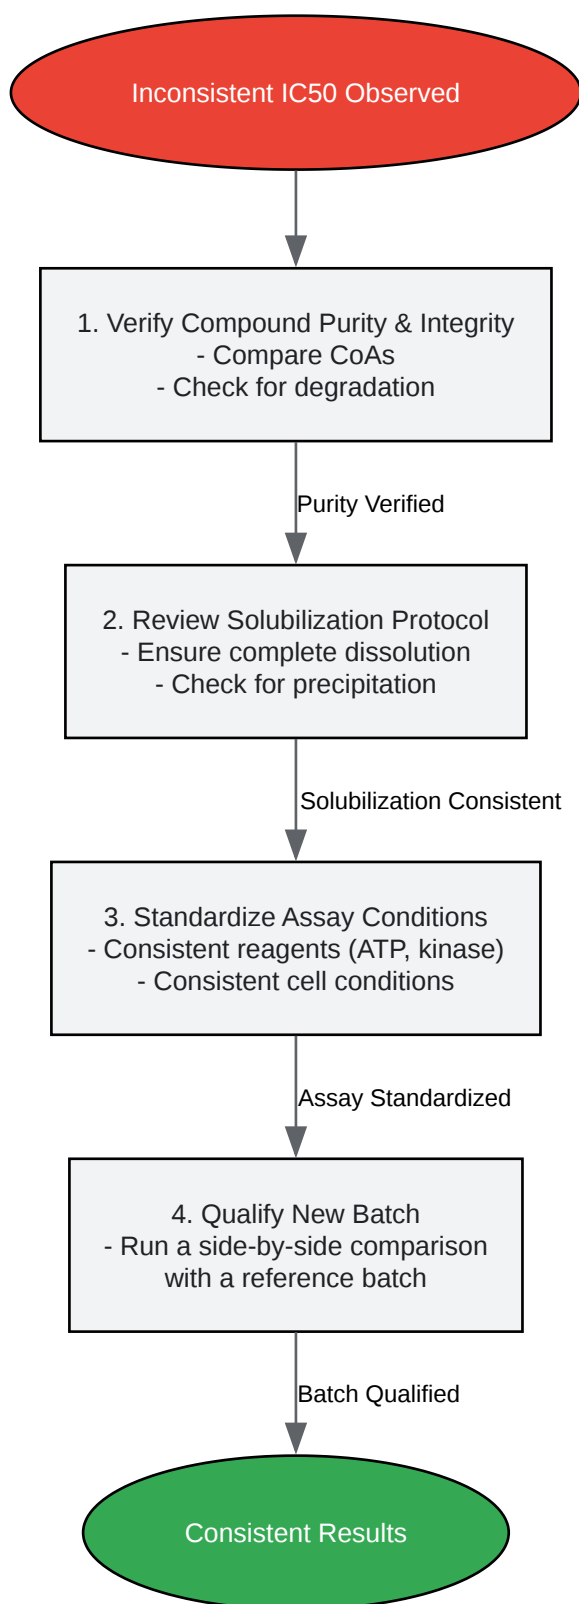 Inconsistent IC50 Observed
1. Verify Compound Purity & Integrity
- Compare CoAs
- Check for degradation
Purity Verified
2. Review Solubilization Protocol
- Ensure complete dissolution
- Check for precipitation
Solubilization Consistent
3. Standardize Assay Conditions
- Consistent reagents (ATP, kinase)
- Consistent cell conditions
Assay Standardized
4. Qualify New Batch
- Run a side-by-side comparison
with a reference batch
Batch Qualified
Consistent Results